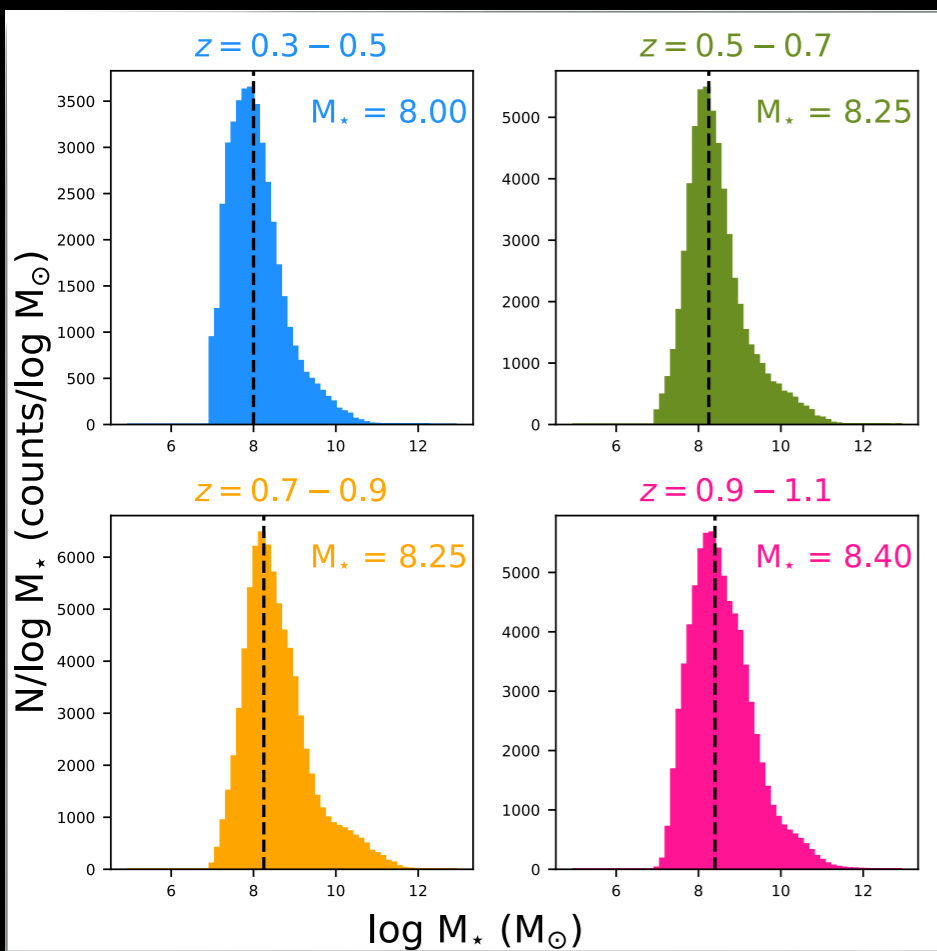 z = 0.3 − 0.5
M⋆ = 8.00
3500
3000
2500
2000
1500
1000
500
0
6 8 10 12
z = 0.5 − 0.7
M⋆ = 8.25
5000
4000
3000
2000
1000
0
6 8 10 12
N/log M⋆ (counts/log M⊙)
z = 0.7 − 0.9
M⋆ = 8.25
6000
5000
4000
3000
2000
1000
0
6 8 10 12
z = 0.9 − 1.1
M⋆ = 8.40
5000
4000
3000
2000
1000
0
6 8 10 12
log M⋆ (M⊙)